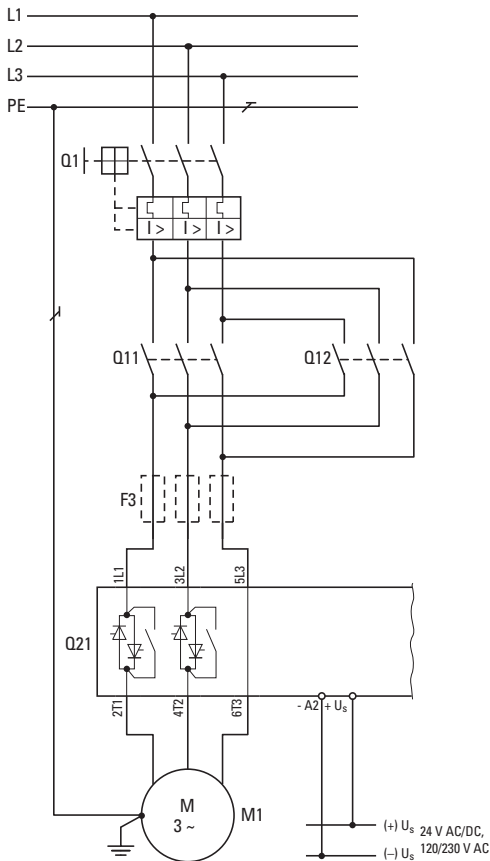 L1
L2
L3
PE
Q1
I > I > I >
Q11
Q12
F3
1L1 3L2 5L3
Q21
2T1 4T2 6T3
- A2 + Us
M
3 ~
M1
(+) Us 24 V AC/DC,
(−) Us 120/230 V AC